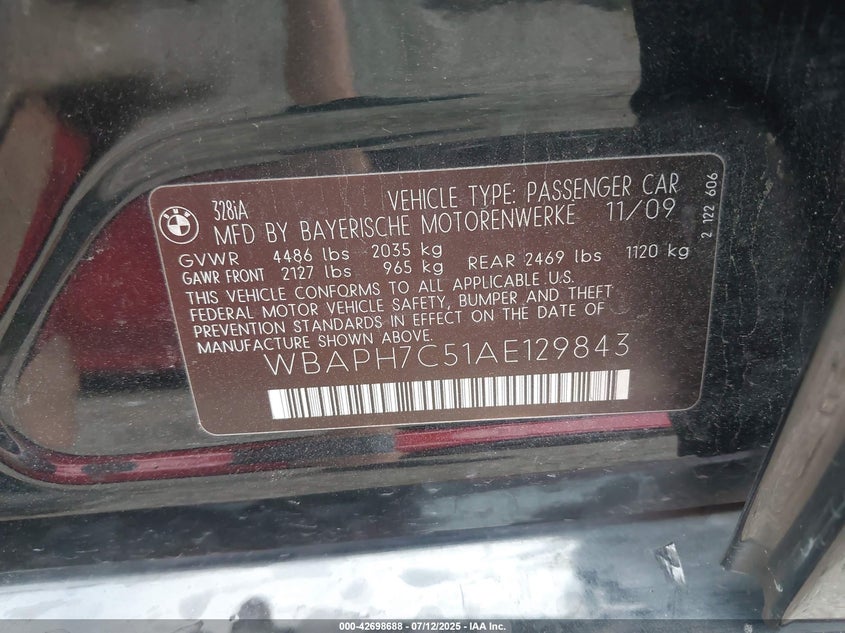 BMW
328iA VEHICLE TYPE: PASSENGER CAR
MFD BY BAYERISCHE MOTORENWERKE 11/09
GVWR 4486 lbs 2035 kg
GAWR FRONT 2127 lbs 965 kg REAR 2469 lbs 1120 kg
THIS VEHICLE CONFORMS TO ALL APPLICABLE U.S.
FEDERAL MOTOR VEHICLE SAFETY, BUMPER AND THEFT
PREVENTION STANDARDS IN EFFECT ON THE DATE OF
MANUFACTURE SHOWN ABOVE.
WBAPH7C51AE129843
2 122 606
000-42698688 - 07/12/2025 - © IAA Inc.